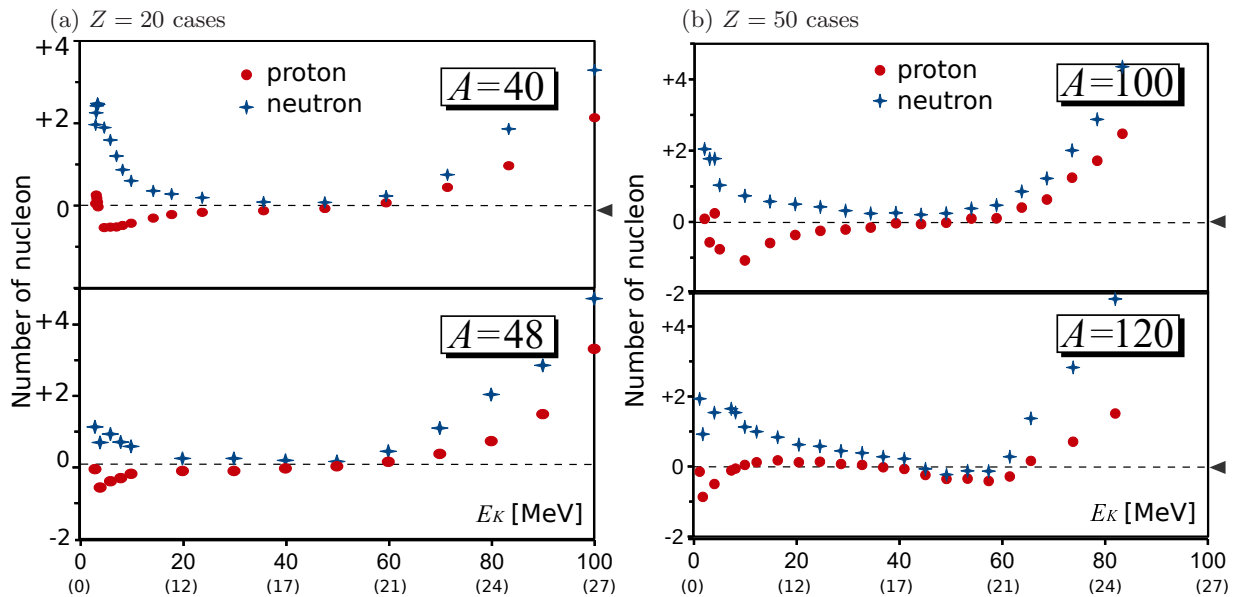 (a) Z = 20 cases
+4
+2
0
proton
neutron
A=40
+4
+2
0
-2
A=48
EK [MeV]
Number of nucleon
0 20 40 60 80 100
(0) (12) (17) (21) (24) (27)
(b) Z = 50 cases
+4
+2
0
-2
proton
neutron
A=100
+4
+2
0
-2
A=120
EK [MeV]
Number of nucleon
0 20 40 60 80 100
(0) (12) (17) (21) (24) (27)